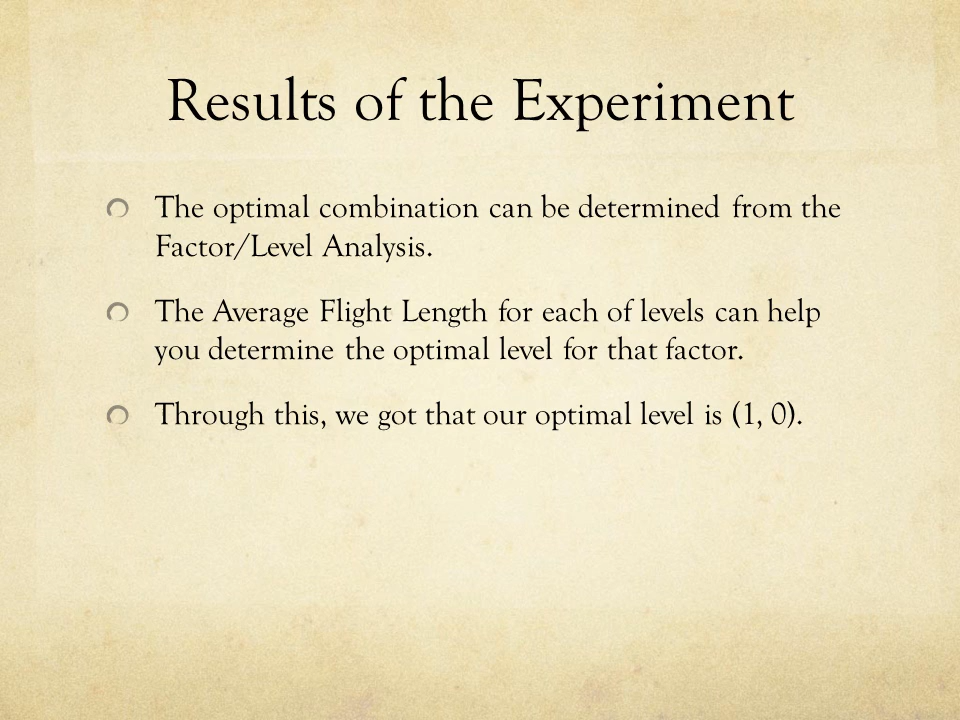 Results of the Experiment
The optimal combination can be determined from the
Factor/Level Analysis.
The Average Flight Length for each of levels can help
you determine the optimal level for that factor.
Through this, we got that our optimal level is (1, 0).